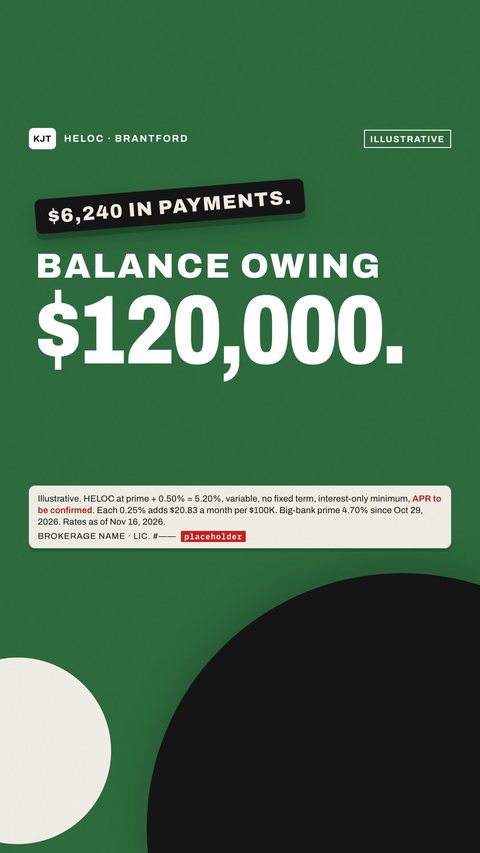 KJT HELOC · BRANTFORD
ILLUSTRATIVE
$6,240 IN PAYMENTS.
BALANCE OWING
$120,000.
Illustrative. HELOC at prime + 0.50% = 5.20%, variable, no fixed term, interest-only minimum, APR to
be confirmed. Each 0.25% adds $20.83 a month per $100K. Big-bank prime 4.70% since Oct 29,
2026. Rates as of Nov 16, 2026.
BROKERAGE NAME · LIC. #—— placeholder